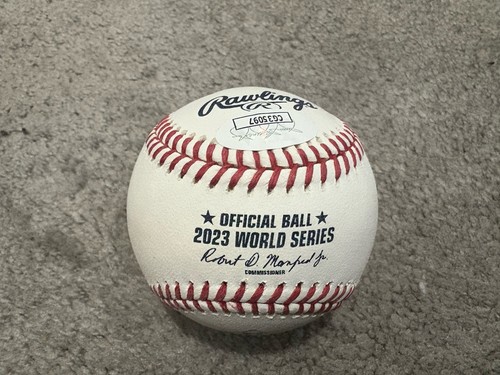 Rawlings
R
CG35097
★ OFFICIAL BALL ★
2023 WORLD SERIES
Robert D. Manfred Jr.
COMMISSIONER